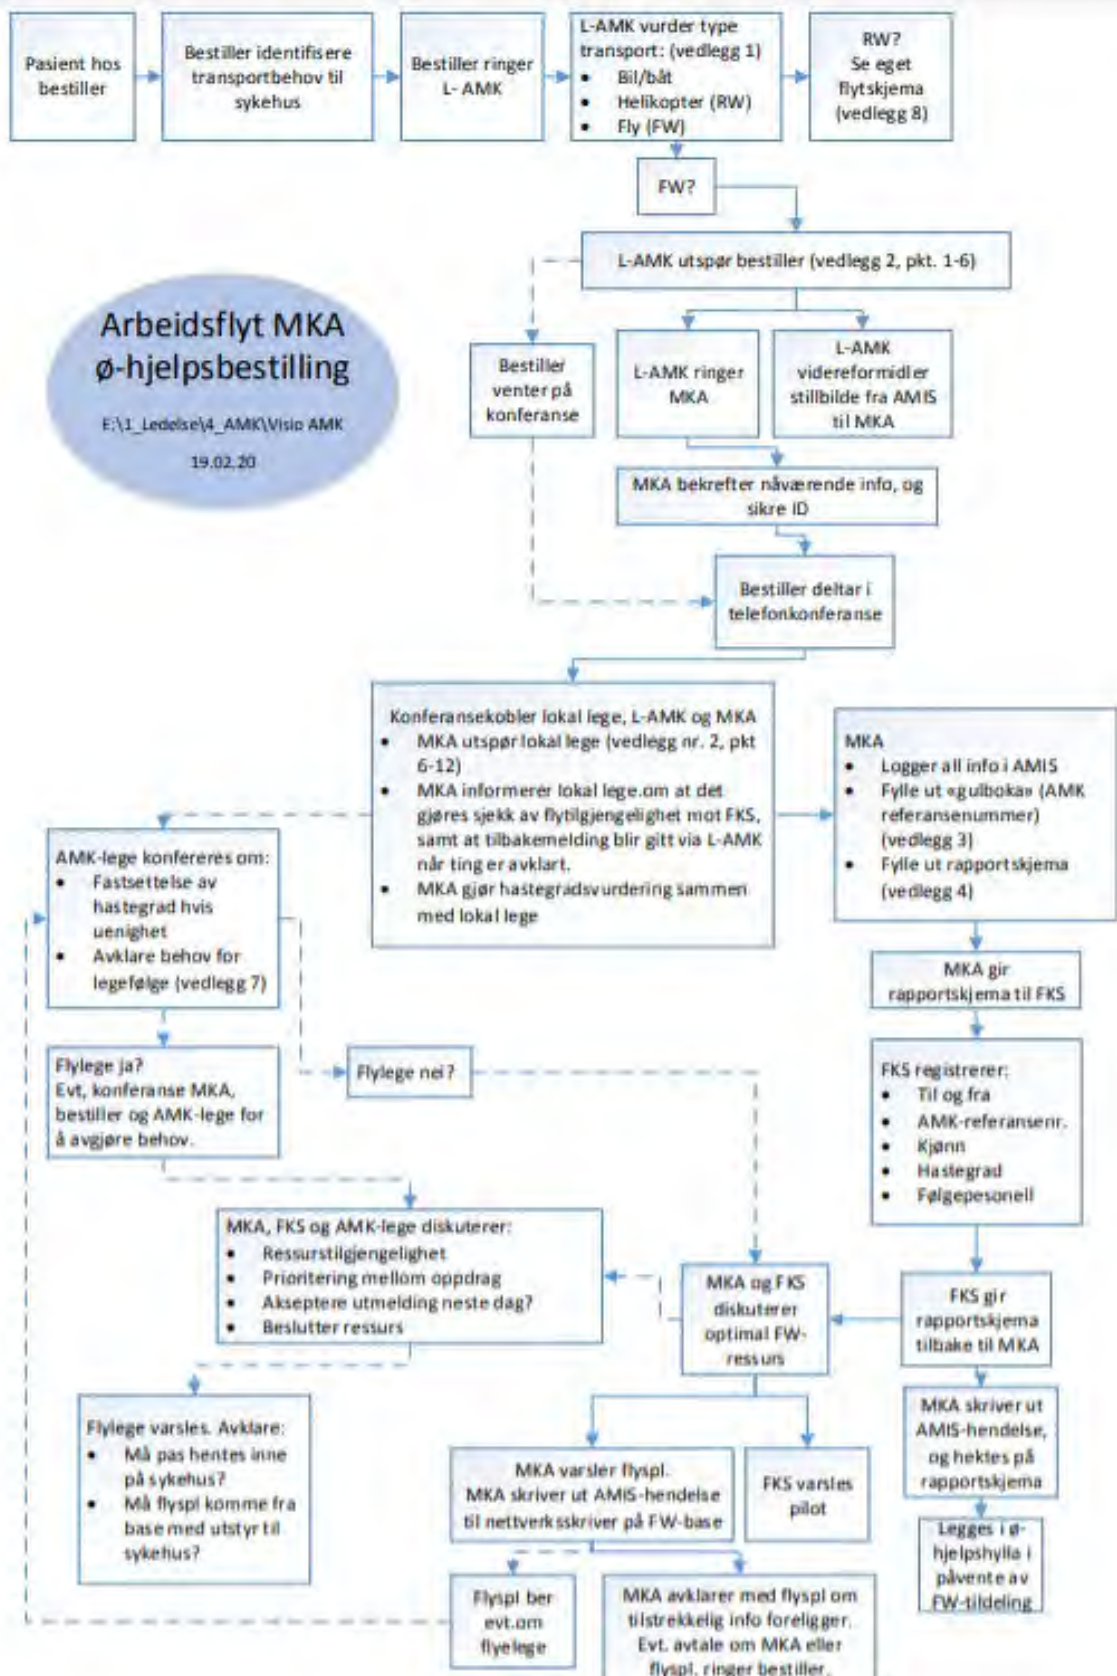 Pasient hos
bestiller
Bestiller identifisere
transportbehov til
sykehus
Bestiller ringer
L- AMK
L-AMK vurder type
transport: (vedlegg 1)
• Bil/båt
• Helikopter (RW)
• Fly (FW)
RW?
Se eget
flytskjema
(vedlegg 8)
FW?
L-AMK utspør bestiller (vedlegg 2, pkt. 1-6)
Arbeidsflyt MKA
ø-hjelpsbestilling
E:\1_Ledelse\4_AMK\Visio AMK
19.02.20
Bestiller
venter på
konferanse
L-AMK ringer
MKA
L-AMK
videreformidler
stillbilde fra AMIS
til MKA
MKA bekrefter nåværende info, og
sikre ID
Bestiller deltar i
telefonkonferanse
Konferansekobler lokal lege, L-AMK og MKA
• MKA utspør lokal lege (vedlegg nr. 2, pkt
6-12)
• MKA informerer lokal lege.om at det
gjøres sjekk av flytilgjengelighet mot FKS,
samt at tilbakemelding blir gitt via L-AMK
når ting er avklart.
• MKA gjør hastegradsvurdering sammen
med lokal lege
MKA
• Logger all info i AMIS
• Fylle ut «gulboka» (AMK
referansenummer)
(vedlegg 3)
• Fylle ut rapportskjema
(vedlegg 4)
AMK-lege konfereres om:
• Fastsettelse av
hastegrad hvis
uenighet
• Avklare behov for
legefølge (vedlegg 7)
MKA gir
rapportskjema til FKS
Flylege ja?
Evt, konferanse MKA,
bestiller og AMK-lege for
å avgjøre behov.
Flylege nei?
FKS registrerer:
• Til og fra
• AMK-referansenr.
• Kjønn
• Hastegrad
• Følgepesonell
MKA, FKS og AMK-lege diskuterer:
• Ressurstilgjengelighet
• Prioritering mellom oppdrag
• Akseptere utmelding neste dag?
• Beslutter ressurs
MKA og FKS
diskuterer
optimal FW-
ressurs
FKS gir
rapportskjema
tilbake til MKA
Flylege varsles. Avklare:
• Må pas hentes inne
på sykehus?
• Må flyspl komme fra
base med utstyr til
sykehus?
MKA varsler flyspl.
MKA skriver ut AMIS-hendelse
til nettverksskriver på FW-base
FKS varsles
pilot
MKA skriver ut
AMIS-hendelse,
og hektes på
rapportskjema
Legges i ø-
hjelpshylla i
påvente av
FW-tildeling
Flyspl ber
evt.om
flyelege
MKA avklarer med flyspl om
tilstrekkelig info foreligger.
Evt. avtale om MKA eller
flyspl. ringer bestiller.